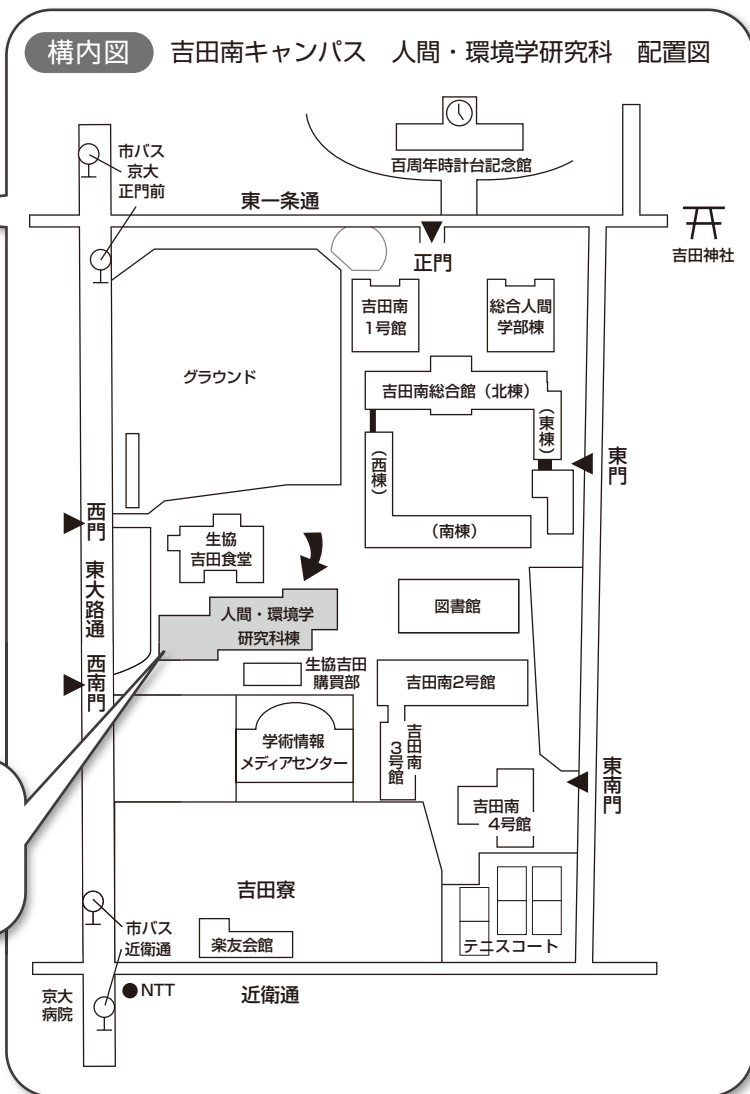 構内図 吉田南キャンパス 人間・環境学研究科 配置図
市バス
京大
正門前
百周年時計台記念館
東一条通
正門
吉田神社
吉田南
1号館
総合人間
学部棟
グラウンド
吉田南総合館（北棟）
（東棟）
（西棟）
東門
（南棟）
西門
生協
吉田食堂
東大路通
人間・環境学
研究科棟
図書館
西南門
生協吉田
購買部
吉田南2号館
学術情報
メディアセンター
吉田南
3号館
東南門
吉田南
4号館
吉田寮
市バス
近衛通
楽友会館
テニスコート
京大
病院
NTT
近衛通